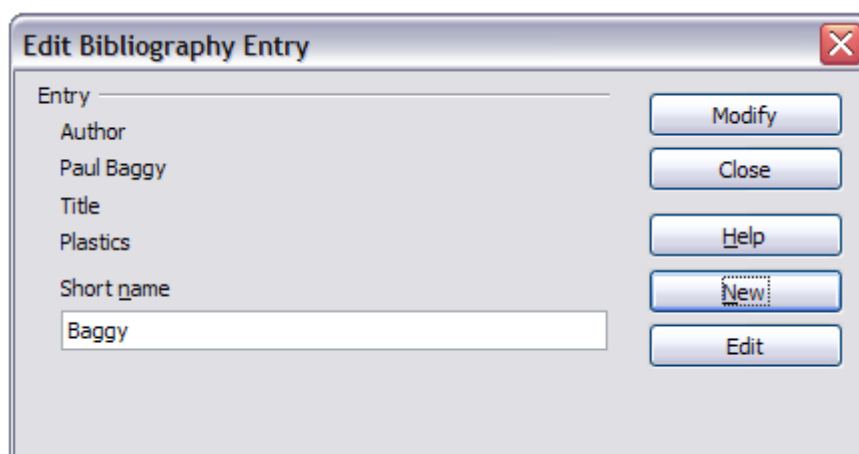 Edit Bibliography Entry
Entry
Author
Paul Baggy
Title
Plastics
Short name
Baggy
Modify
Close
Help
New
Edit